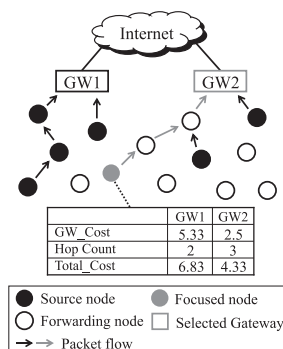 Internet
GW1 GW2
GW1 GW2
GW_Cost 5.33 2.5
Hop Count 2 3
Total_Cost 6.83 4.33
Source node Focused node
Forwarding node Selected Gateway
Packet flow